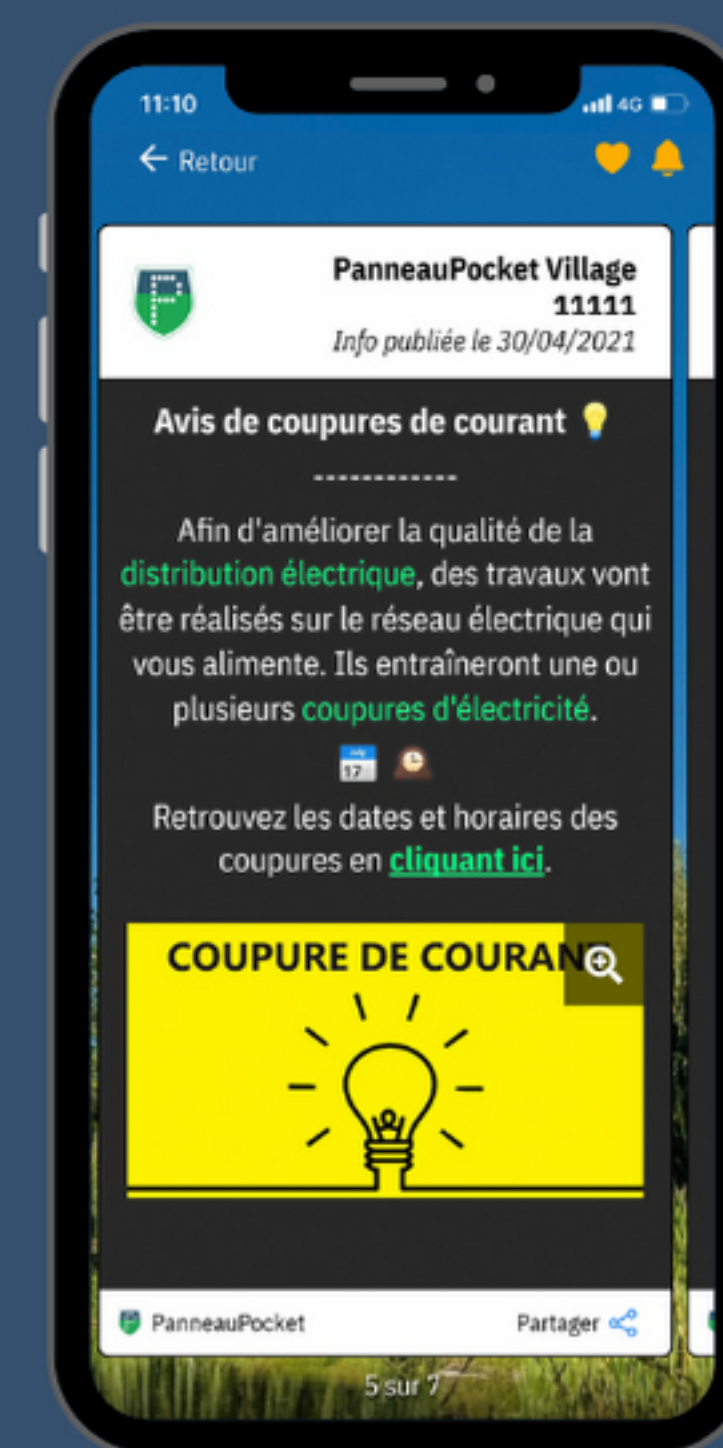 11:10
4G
← Retour
PanneauPocket Village
11111
Info publiée le 30/04/2021
Avis de coupures de courant 💡
------------
Afin d'améliorer la qualité de la
distribution électrique, des travaux vont
être réalisés sur le réseau électrique qui
vous alimente. Ils entraîneront une ou
plusieurs coupures d'électricité.
Retrouvez les dates et horaires des
coupures en cliquant ici.
COUPURE DE COURANT
PanneauPocket
Partager
5 sur 7